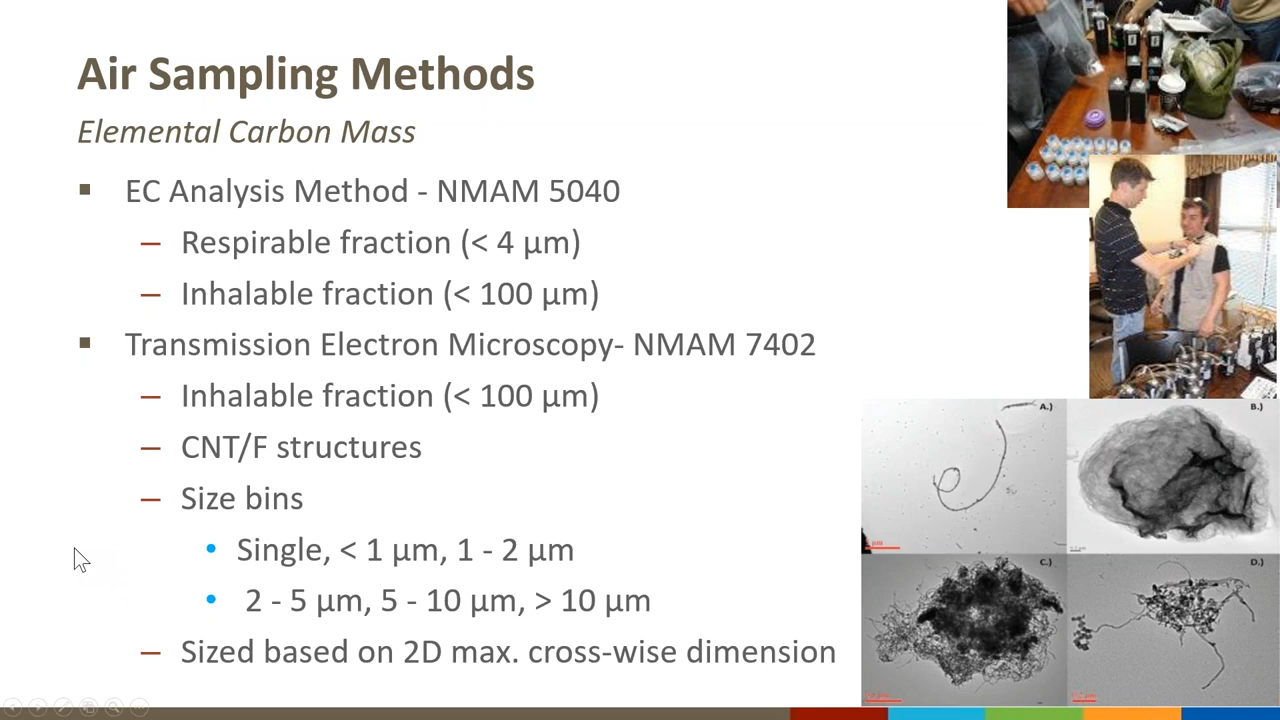 Air Sampling Methods
Elemental Carbon Mass
▪ EC Analysis Method - NMAM 5040
– Respirable fraction (< 4 µm)
– Inhalable fraction (< 100 µm)
▪ Transmission Electron Microscopy- NMAM 7402
– Inhalable fraction (< 100 µm)
– CNT/F structures
– Size bins
• Single, < 1 µm, 1 - 2 µm
• 2 - 5 µm, 5 - 10 µm, > 10 µm
– Sized based on 2D max. cross-wise dimension
A.)
B.)
C.)
D.)